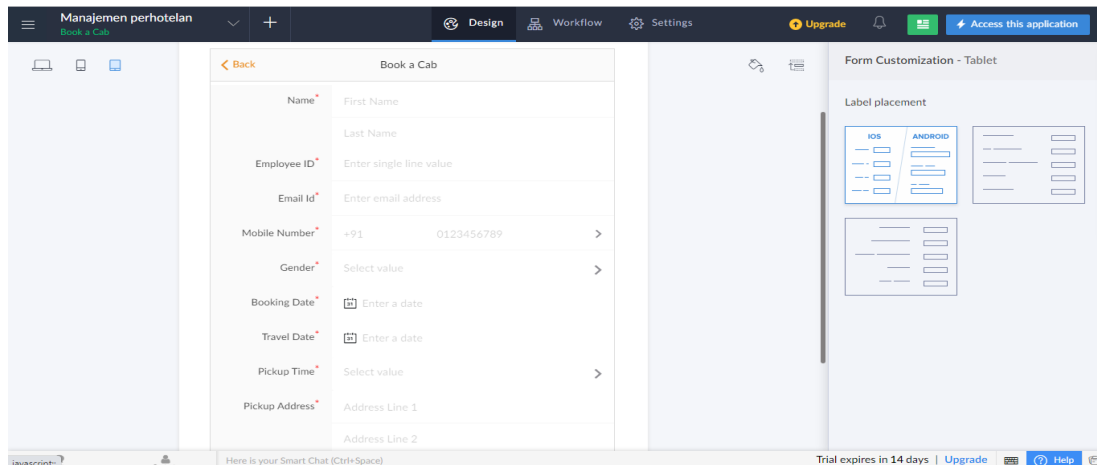 Manajemen perhotelan
Book a Cab
Design
Workflow
Settings
Upgrade
Access this application
Back
Book a Cab
Form Customization - Tablet
Label placement
IOS
ANDROID
Name*
First Name
Last Name
Employee ID*
Enter single line value
Email Id*
Enter email address
Mobile Number*
+91
0123456789
Gender*
Select value
Booking Date*
31
Enter a date
Travel Date*
31
Enter a date
Pickup Time*
Select value
Pickup Address*
Address Line 1
Address Line 2
Here is your Smart Chat (Ctrl+Space)
Trial expires in 14 days | Upgrade
Help